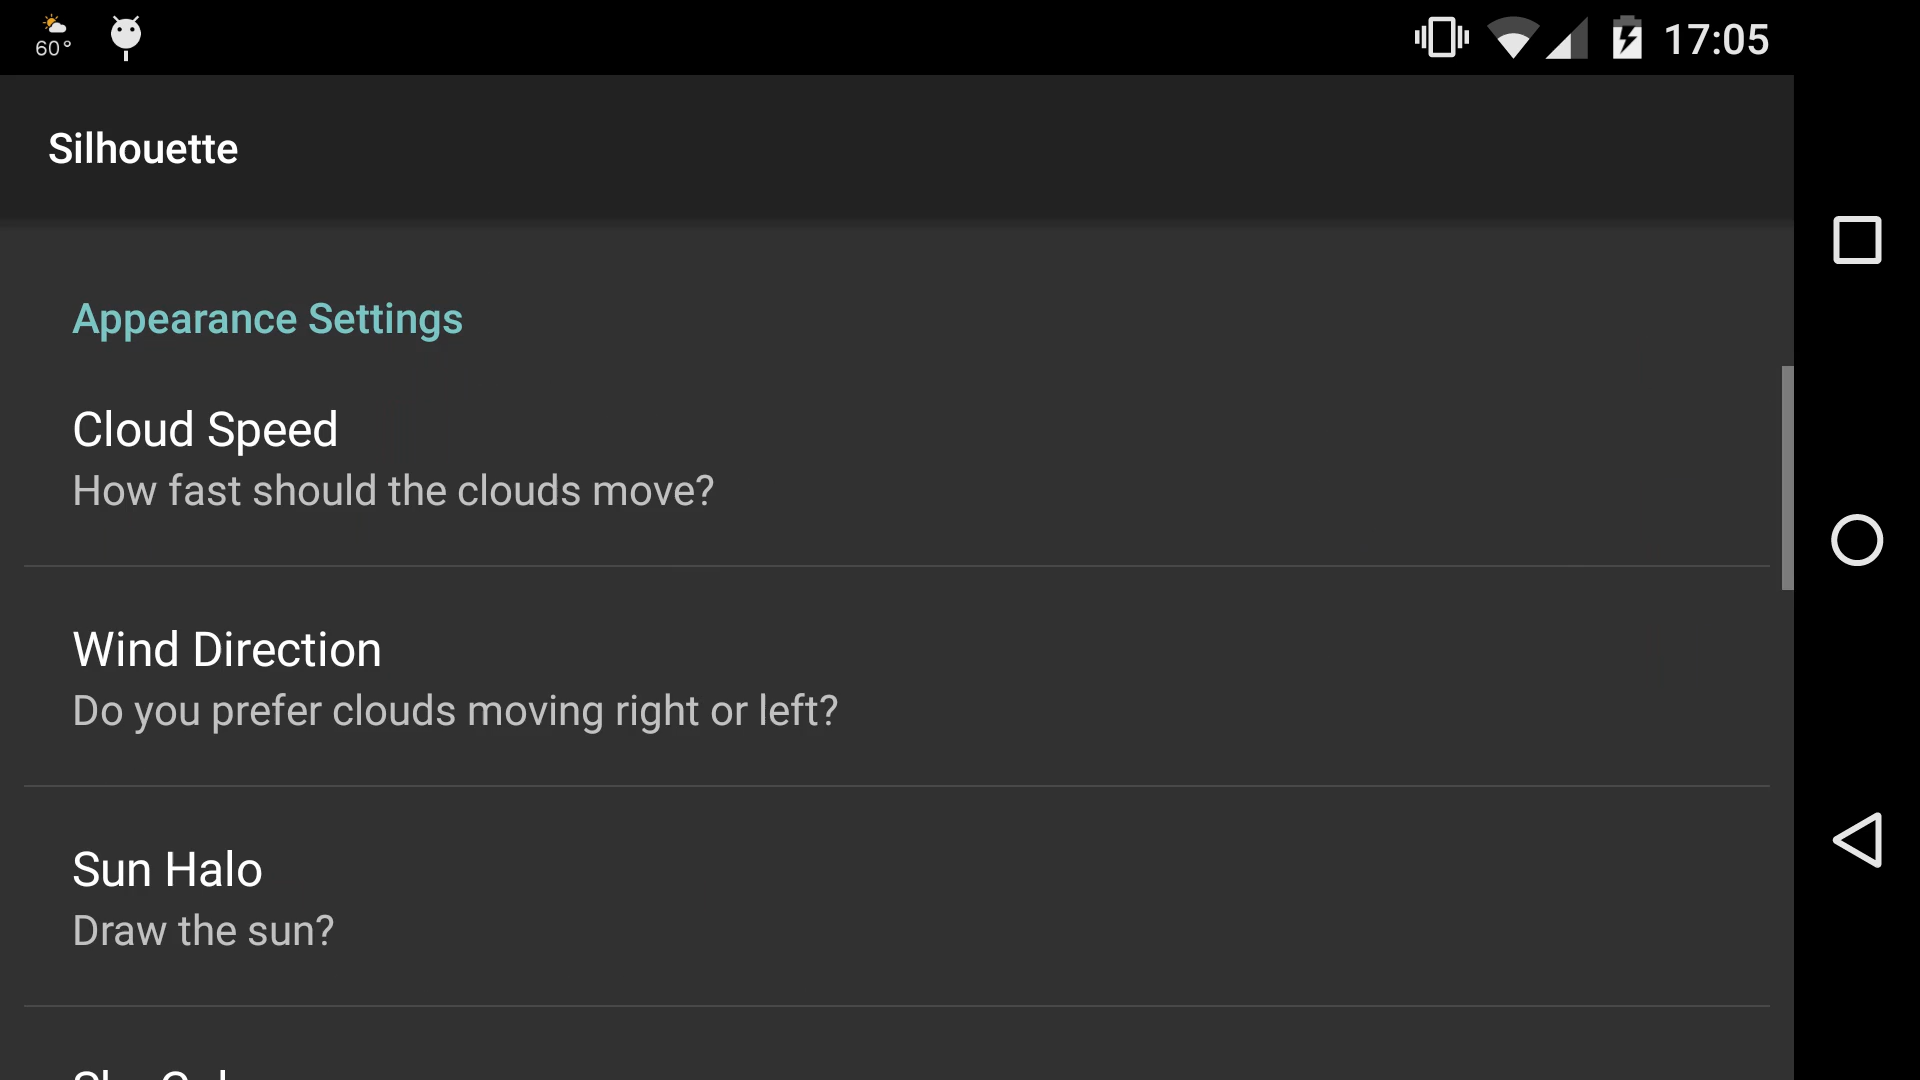 60°
17:05
Silhouette
Appearance Settings
Cloud Speed
How fast should the clouds move?
Wind Direction
Do you prefer clouds moving right or left?
Sun Halo
Draw the sun?